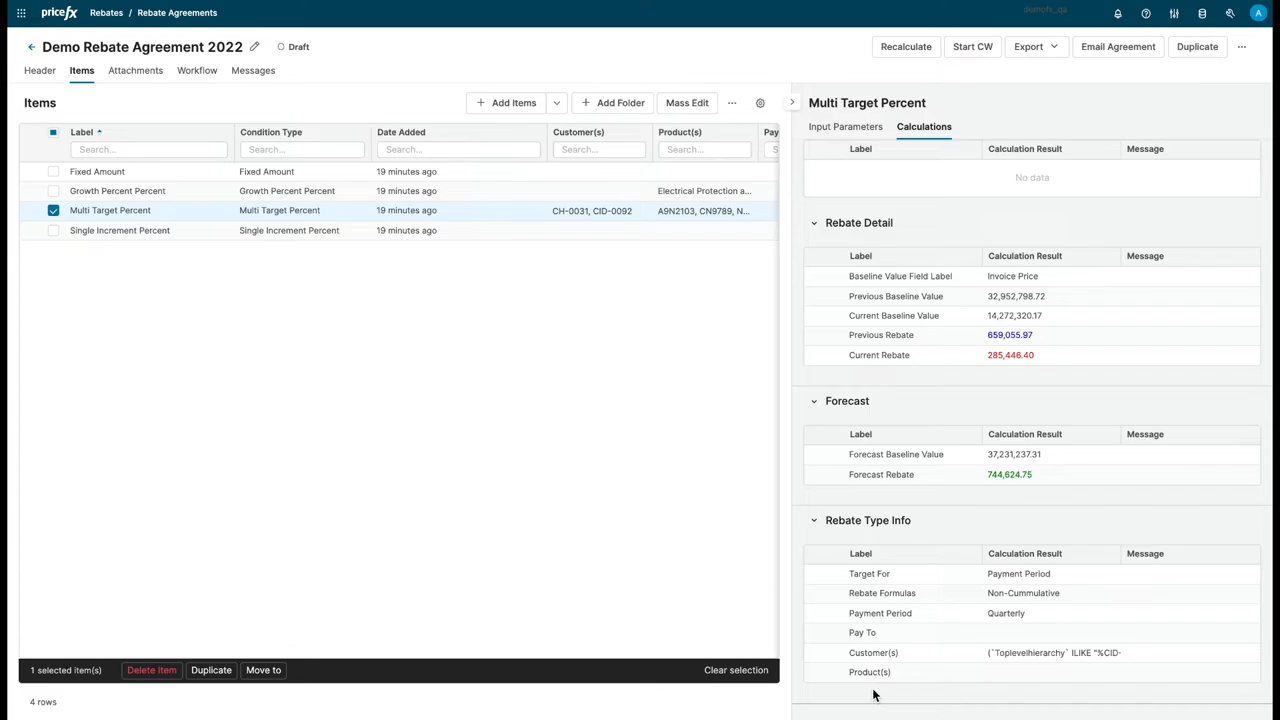 pricefx Rebates / Rebate Agreements demofx_qa A
Demo Rebate Agreement 2022 Draft Recalculate Start CW Export Email Agreement Duplicate ...
Header Items Attachments Workflow Messages
Items + Add Items + Add Folder Mass Edit ... Multi Target Percent
Input Parameters Calculations
Label Condition Type Date Added Customer(s) Product(s) Pay
Search... Search... Search... Search... Search... S
Fixed Amount Fixed Amount 19 minutes ago
Growth Percent Percent Growth Percent Percent 19 minutes ago Electrical Protection a...
Multi Target Percent Multi Target Percent 19 minutes ago CH-0031, CID-0092 A9N2103, CN9789, N...
Single Increment Percent Single Increment Percent 19 minutes ago
Label Calculation Result Message
No data
Rebate Detail
Label Calculation Result Message
Baseline Value Field Label Invoice Price
Previous Baseline Value 32,952,798.72
Current Baseline Value 14,272,320.17
Previous Rebate 659,055.97
Current Rebate 285,446.40
Forecast
Label Calculation Result Message
Forecast Baseline Value 37,231,237.31
Forecast Rebate 744,624.75
Rebate Type Info
Label Calculation Result Message
Target For Payment Period
Rebate Formulas Non-Cummulative
Payment Period Quarterly
Pay To
Customer(s) (`Toplevelhierarchy` ILIKE "%CID-
Product(s)
1 selected item(s) Delete Item Duplicate Move to Clear selection
4 rows